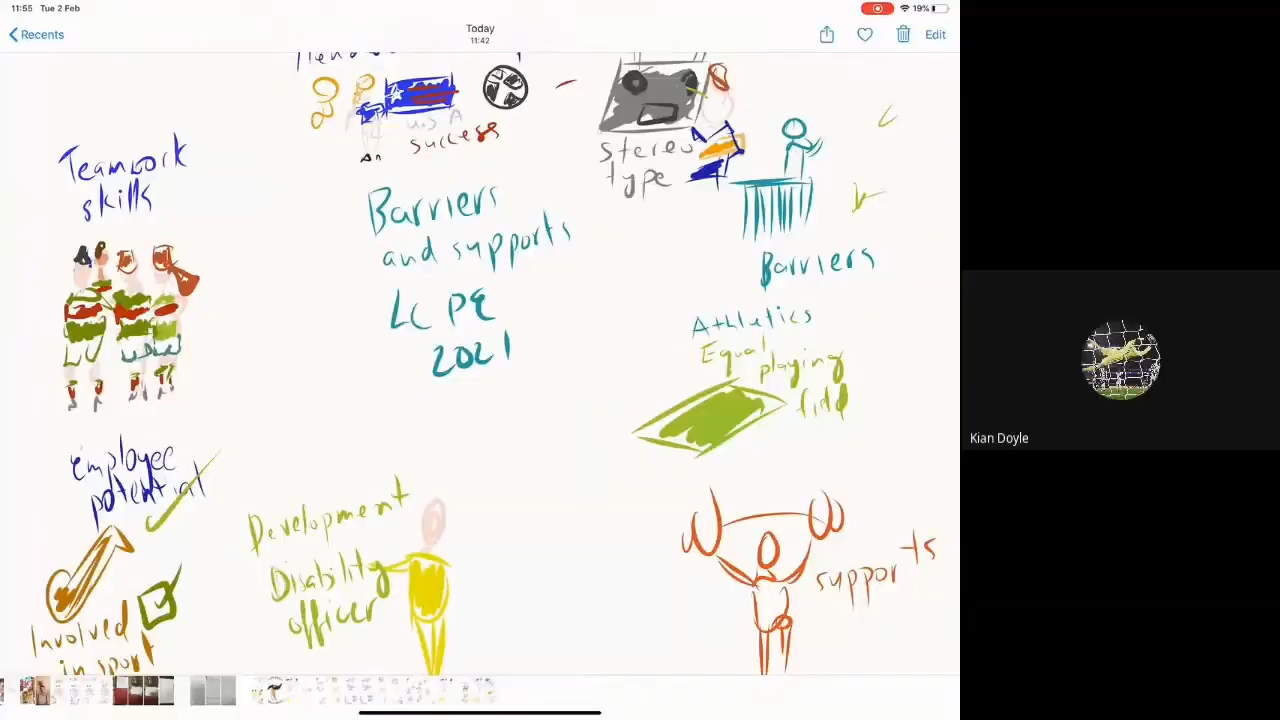 11:55 Tue 2 Feb
19%
Recents
Today
11:42
Edit
U.S A
success
stereo
type
Teamwork
skills
Barriers
and supports
LC PE
2021
Barriers
Athletics
Equal
playing
field
Employee
potential
Development
Disability
officer
supports
Involved
in sport
Kian Doyle